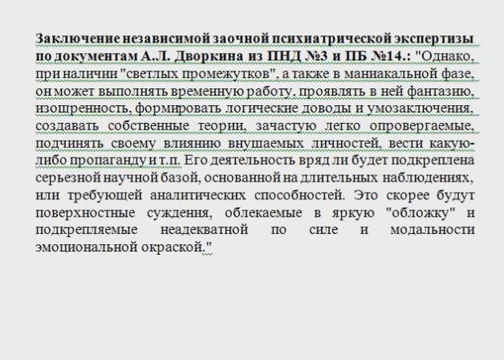 Заключение независимой заочной психиатрической экспертизы
по документам А.Л. Дворкина из ПНД №3 и ПБ №14.: "Однако,
при наличии "светлых промежутков", а также в маниакальной фазе,
он может выполнять временную работу, проявлять в ней фантазию,
изощренность, формировать логические доводы и умозаключения,
создавать собственные теории, зачастую легко опровергаемые,
подчинять своему влиянию внушаемых личностей, вести какую-
либо пропаганду и т.п. Его деятельность вряд ли будет подкреплена
серьезной научной базой, основанной на длительных наблюдениях,
или требующей аналитических способностей. Это скорее будут
поверхностные суждения, облекаемые в яркую "обложку" и
подкрепляемые неадекватной по силе и модальности
эмоциональной окраской."